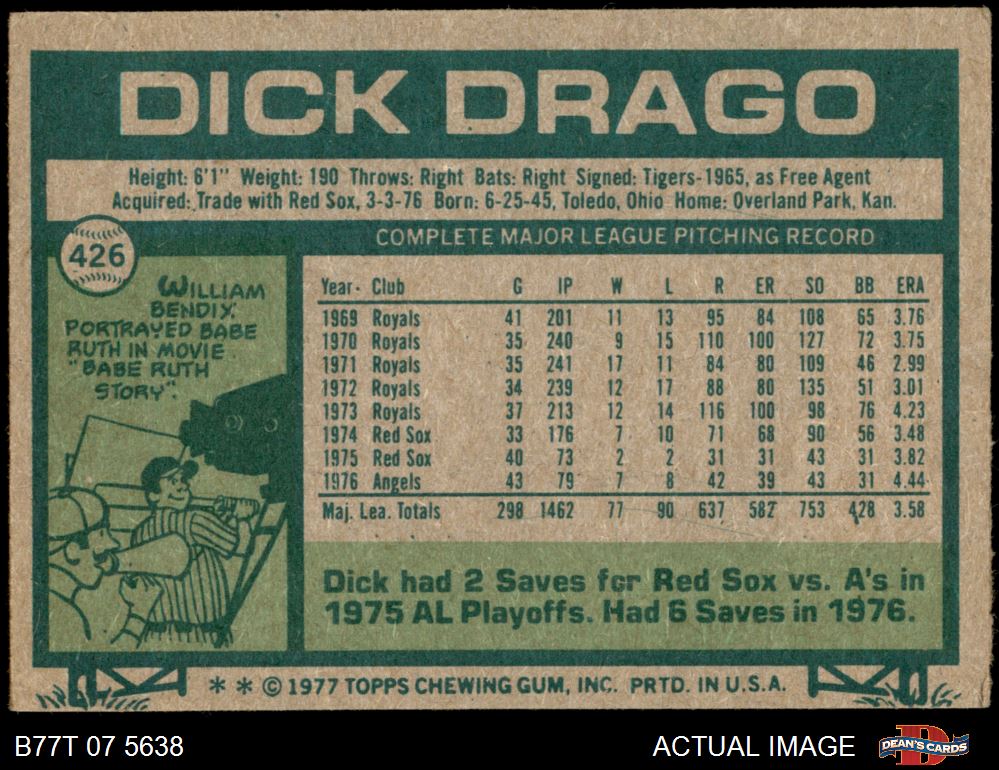 DICK DRAGO
Height: 6'1" Weight: 190 Throws: Right Bats: Right Signed: Tigers-1965, as Free Agent
Acquired: Trade with Red Sox, 3-3-76 Born: 6-25-45, Toledo, Ohio Home: Overland Park, Kan.
426
COMPLETE MAJOR LEAGUE PITCHING RECORD
WILLIAM
BENDIX
PORTRAYED BABE
RUTH IN MOVIE
"BABE RUTH
STORY".
Year- Club G IP W L R ER SO BB ERA
1969 Royals 41 201 11 13 95 84 108 65 3.76
1970 Royals 35 240 9 15 110 100 127 72 3.75
1971 Royals 35 241 17 11 84 80 109 46 2.99
1972 Royals 34 239 12 17 88 80 135 51 3.01
1973 Royals 37 213 12 14 116 100 98 76 4.23
1974 Red Sox 33 176 7 10 71 68 90 56 3.48
1975 Red Sox 40 73 2 2 31 31 43 31 3.82
1976 Angels 43 79 7 8 42 39 43 31 4.44
Maj. Lea. Totals 298 1462 77 90 637 582 753 428 3.58
Dick had 2 Saves for Red Sox vs. A's in
1975 AL Playoffs. Had 6 Saves in 1976.
** © 1977 TOPPS CHEWING GUM, INC. PRTD. IN U.S.A.
B77T 07 5638
ACTUAL IMAGE
D
DEAN'S CARDS